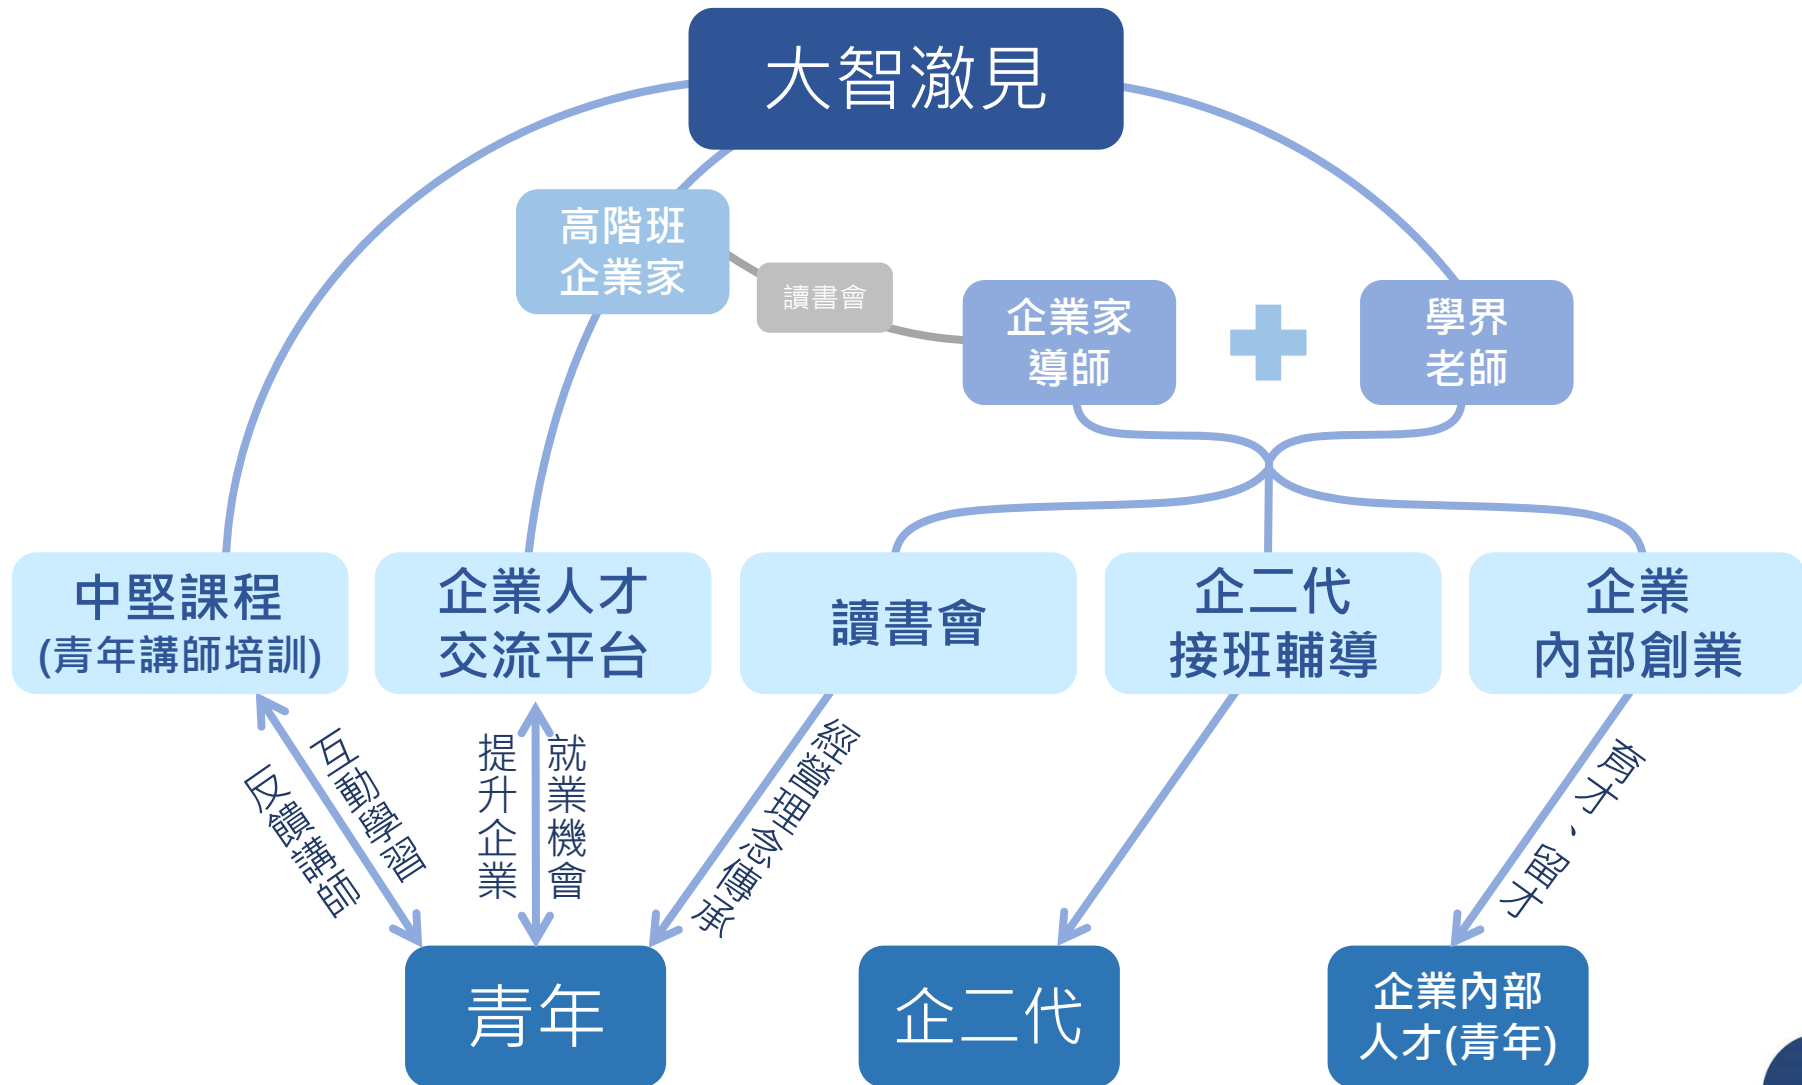 大智澈見
高階班
企業家
讀書會
企業家
導師
學界
老師
中堅課程
(青年講師培訓)
企業人才
交流平台
讀書會
企二代
接班輔導
企業
內部創業
反饋講師
互動學習
提升企業
就業機會
經營理念傳承
育才、留才
青年
企二代
企業內部
人才(青年)